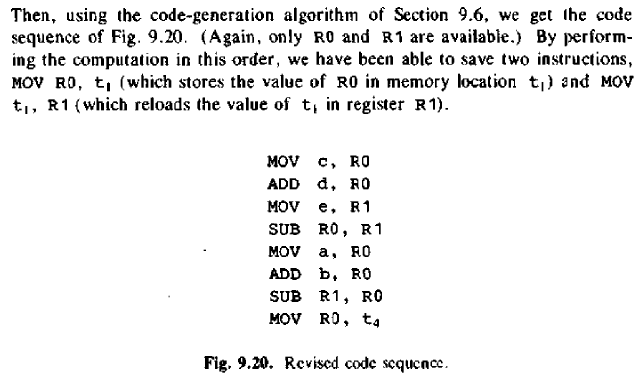 Then, using the code-generation algorithm of Section 9.6, we get the code
sequence of Fig. 9.20. (Again, only R0 and R1 are available.) By perform-
ing the computation in this order, we have been able to save two instructions,
MOV R0, t₁ (which stores the value of R0 in memory location t₁) and MOV
t₁, R1 (which reloads the value of t₁ in register R1).
MOV c, R0
ADD d, R0
MOV e, R1
SUB R0, R1
MOV a, R0
ADD b, R0
SUB R1, R0
MOV R0, t₄
Fig. 9.20. Revised code sequence.